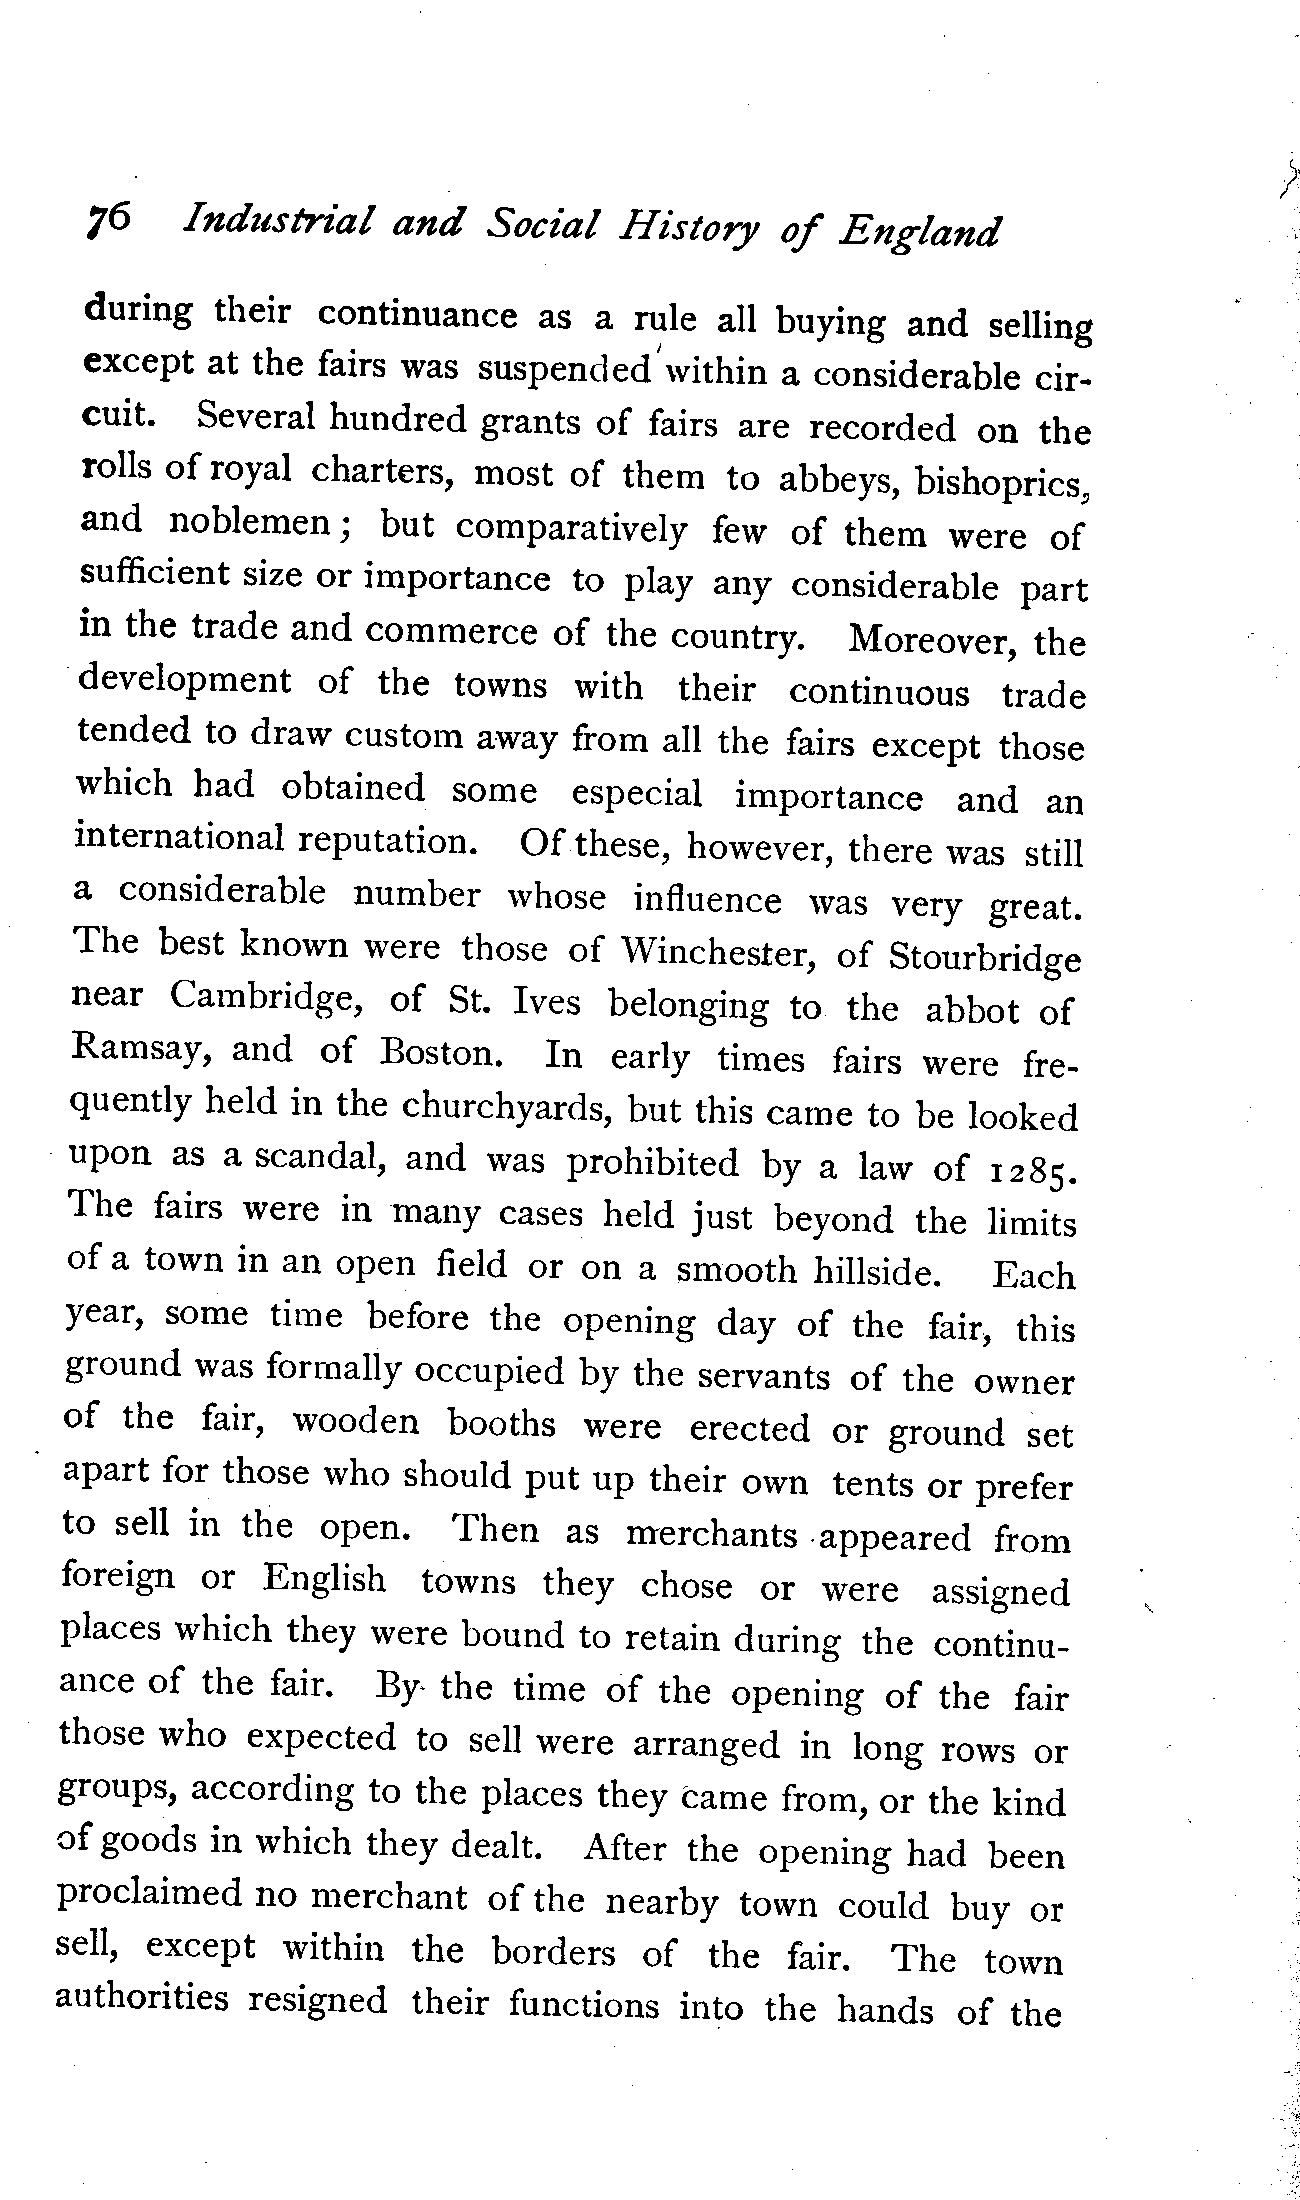 76 Industrial and Social History of England
during their continuance as a rule all buying and selling
except at the fairs was suspended within a considerable cir-
cuit. Several hundred grants of fairs are recorded on the
rolls of royal charters, most of them to abbeys, bishoprics,
and noblemen; but comparatively few of them were of
sufficient size or importance to play any considerable part
in the trade and commerce of the country. Moreover, the
development of the towns with their continuous trade
tended to draw custom away from all the fairs except those
which had obtained some especial importance and an
international reputation. Of these, however, there was still
a considerable number whose influence was very great.
The best known were those of Winchester, of Stourbridge
near Cambridge, of St. Ives belonging to the abbot of
Ramsay, and of Boston. In early times fairs were fre-
quently held in the churchyards, but this came to be looked
upon as a scandal, and was prohibited by a law of 1285.
The fairs were in many cases held just beyond the limits
of a town in an open field or on a smooth hillside. Each
year, some time before the opening day of the fair, this
ground was formally occupied by the servants of the owner
of the fair, wooden booths were erected or ground set
apart for those who should put up their own tents or prefer
to sell in the open. Then as merchants appeared from
foreign or English towns they chose or were assigned
places which they were bound to retain during the continu-
ance of the fair. By the time of the opening of the fair
those who expected to sell were arranged in long rows or
groups, according to the places they came from, or the kind
of goods in which they dealt. After the opening had been
proclaimed no merchant of the nearby town could buy or
sell, except within the borders of the fair. The town
authorities resigned their functions into the hands of the